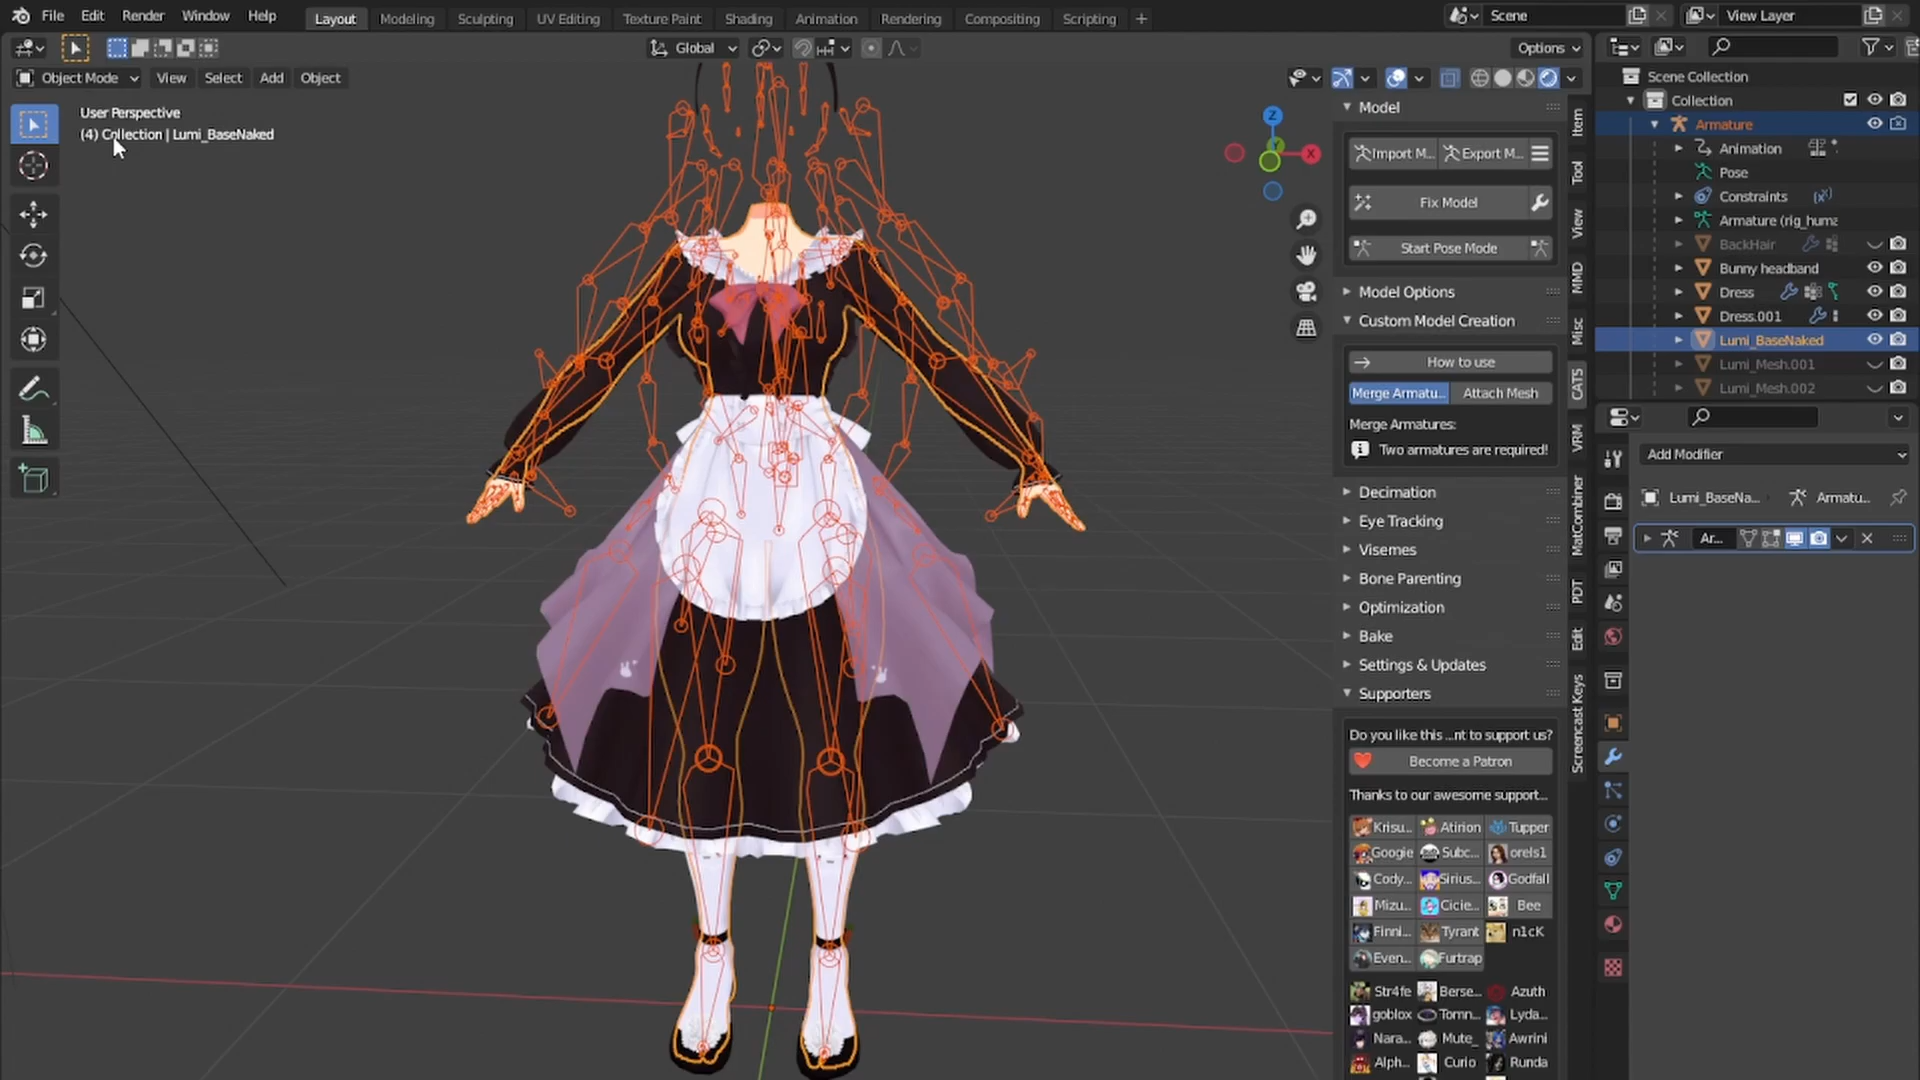 File Edit Render Window Help
Layout Modeling Sculpting UV Editing Texture Paint Shading Animation Rendering Compositing Scripting +
Scene
View Layer
Global
Options
Object Mode View Select Add Object
User Perspective
(4) Collection | Lumi_BaseNaked
Z
X
Model
Import M... Export M...
Fix Model
Start Pose Mode
Model Options
Custom Model Creation
How to use
Merge Armatu... Attach Mesh
Merge Armatures:
Two armatures are required!
Decimation
Eye Tracking
Visemes
Bone Parenting
Optimization
Bake
Settings & Updates
Supporters
Do you like this ...nt to support us?
Become a Patron
Thanks to our awesome support...
Krisu... Atirion Tupper
Googie Subc... orels1
Cody... Sirius... Godfall
Mizu... Cicie... Bee
Finni... Tyrant n1cK
Even... Furtrap
Str4fe Berse... Azuth
goblox Tomn... Lyda...
Nara... Mute_ Awrini
Alph... Curio Runda
Item
Tool
View
MMD
Misc
CATS
VRM
MatCombiner
PDT
Edit
Screencast Keys
Scene Collection
Collection
Armature
Animation
Pose
Constraints
Armature (rig_huma
BackHair
Bunny headband
Dress
Dress.001
Lumi_BaseNaked
Lumi_Mesh.001
Lumi_Mesh.002
Add Modifier
Lumi_BaseNa... Armatu...
Ar...